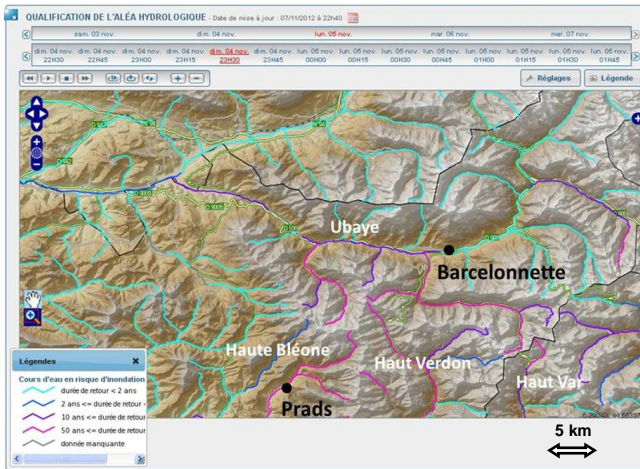 QUALIFICATION DE L'ALÉA HYDROLOGIQUE - Date de mise à jour : 07/11/2012 à 22h40
sam. 03 nov. dim. 04 nov. lun. 05 nov. mar. 06 nov. mer. 07 nov.
dim. 04 nov. dim. 04 nov. dim. 04 nov. dim. 04 nov. dim. 04 nov. dim. 04 nov. lun. 05 nov. lun. 05 nov. lun. 05 nov. lun. 05 nov. lun. 05 nov. lun. 05 nov. lun. 05 nov. lun. 05 nov.
22H30 22H45 23H00 23H15 23H30 23H45 00H00 00H15 00H30 00H45 01H00 01H15 01H30 01H45
Réglages Légende
Ubaye
Barcelonnette
Haute Bléone
Haut Verdon
Haut Var
Prads
Légendes
Cours d'eau en risque d'inondation
durée de retour < 2 ans
2 ans <= durée de retour
10 ans <= durée de retour
50 ans <= durée de retour
donnée manquante
5 km